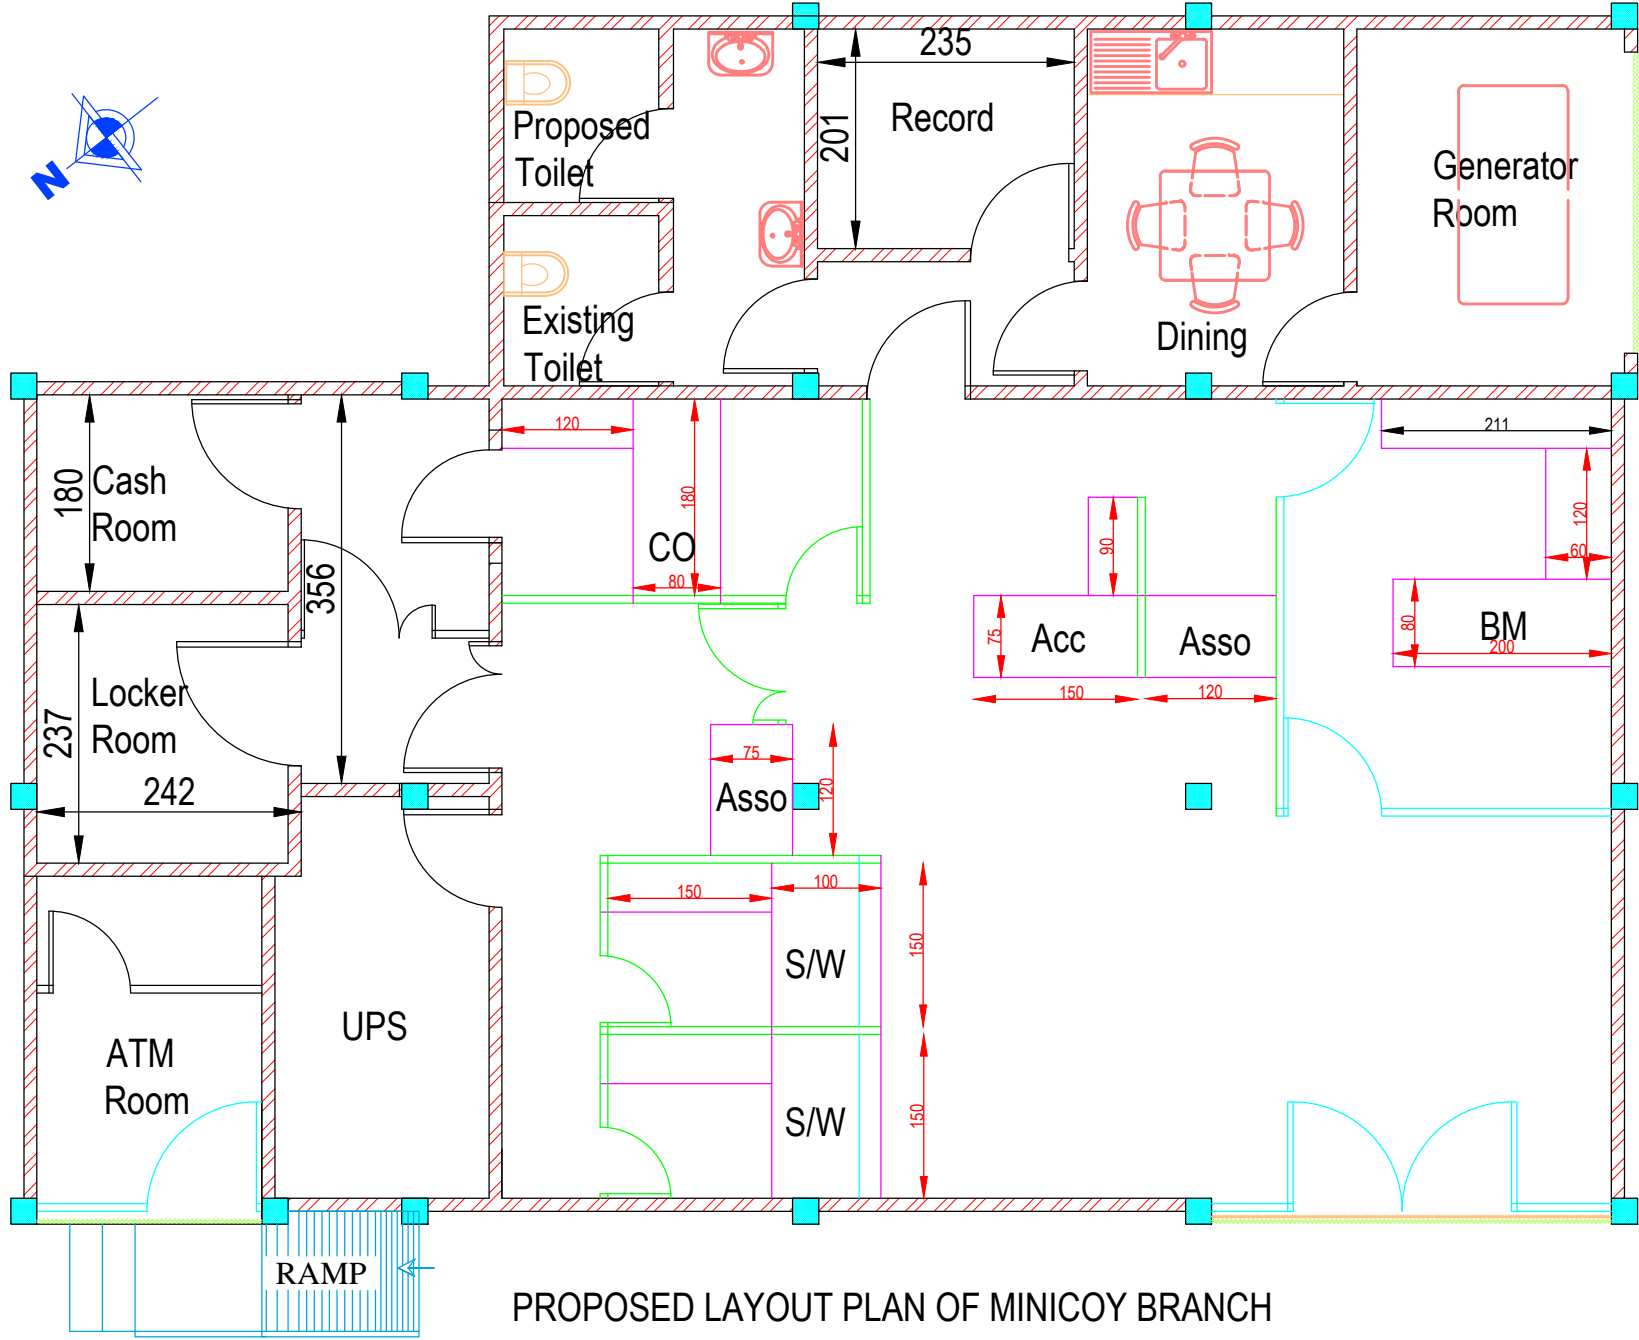 235
201
Record
Proposed
Toilet
Generator
Room
N
Existing
Toilet
Dining
120
211
180
Cash
Room
180
CO
80
356
90
120
60
75
Acc
Asso
80
BM
200
150
120
Locker
Room
237
242
75
120
Asso
150
100
150
S/W
UPS
ATM
Room
150
S/W
RAMP
PROPOSED LAYOUT PLAN OF MINICOY BRANCH